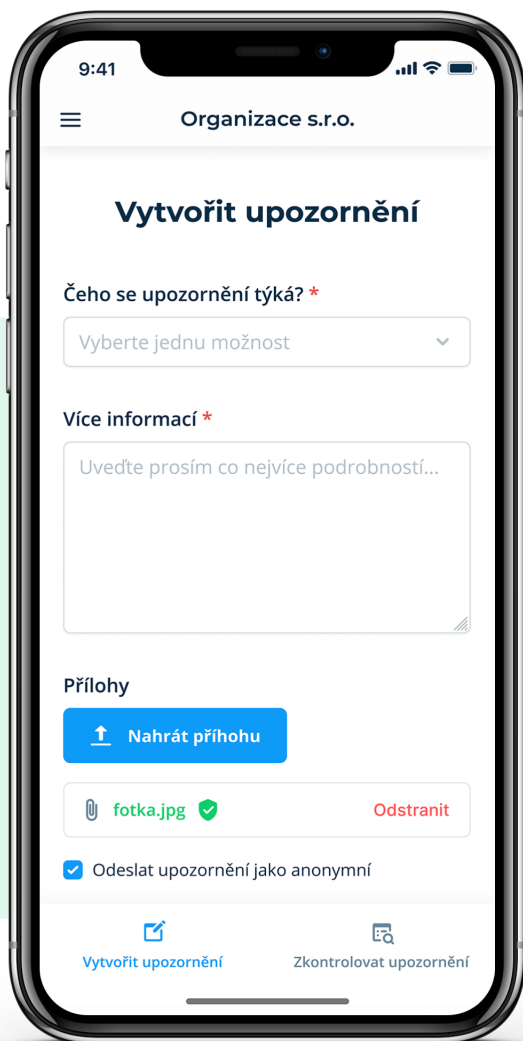 9:41
Organizace s.r.o.
Vytvořit upozornění
Čeho se upozornění týká? *
Vyberte jednu možnost
Více informací *
Uveďte prosím co nejvíce podrobností...
Přílohy
Nahrát příhohu
fotka.jpg Odstranit
Odeslat upozornění jako anonymní
Vytvořit upozornění Zkontrolovat upozornění